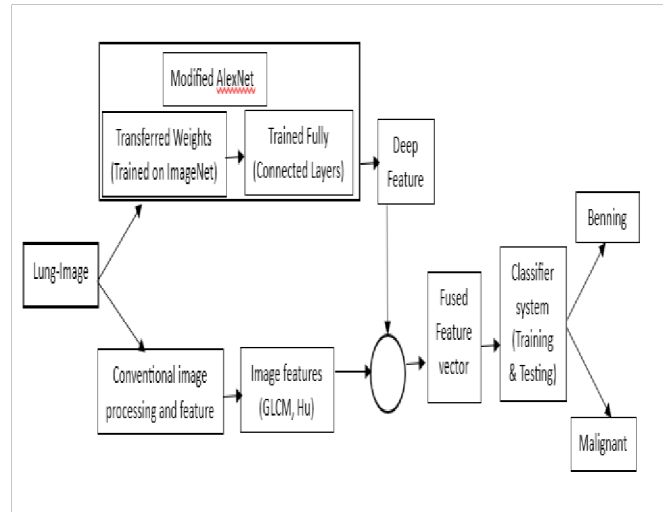 Modified AlexNet
Transferred Weights
(Trained on ImageNet)
Trained Fully
(Connected Layers)
Deep
Feature
Lung-Image
Conventional image
processing and feature
Image features
(GLCM, Hu)
Fused
Feature
vector
Classifier
system
(Training
& Testing)
Benning
Malignant